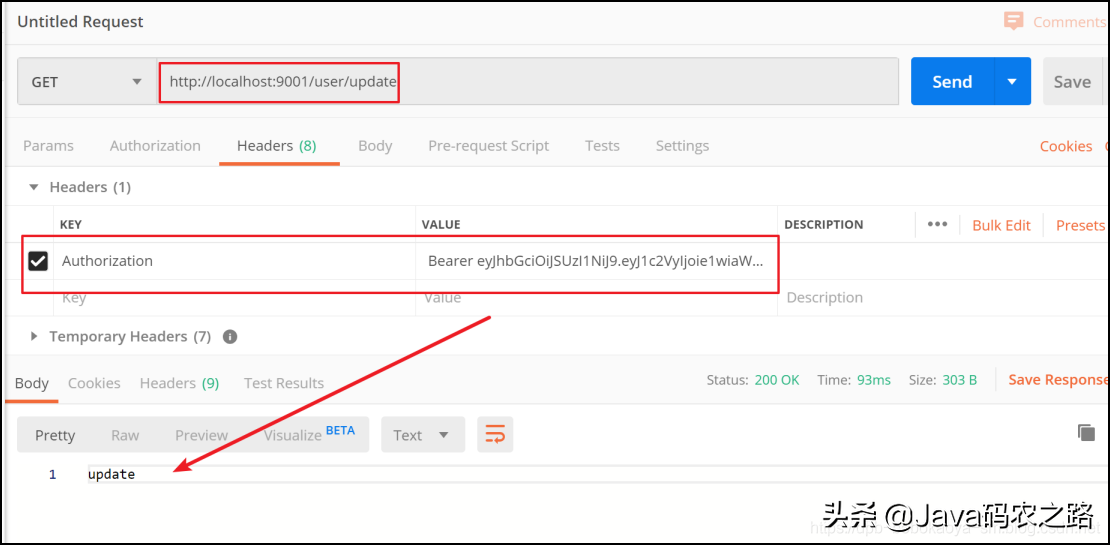 Untitled Request
Comments
GET http://localhost:9001/user/update Send Save
Params Authorization Headers (8) Body Pre-request Script Tests Settings Cookies
Headers (1)
KEY VALUE DESCRIPTION ••• Bulk Edit Presets
Authorization Bearer eyJhbGciOiJSUzI1NiJ9.eyJ1c2VyIjoie1wiaW...
Key Value Description
Temporary Headers (7) i
Body Cookies Headers (9) Test Results Status: 200 OK Time: 93ms Size: 303 B Save Response
Pretty Raw Preview Visualize BETA Text
1 update
头条 @Java码农之路